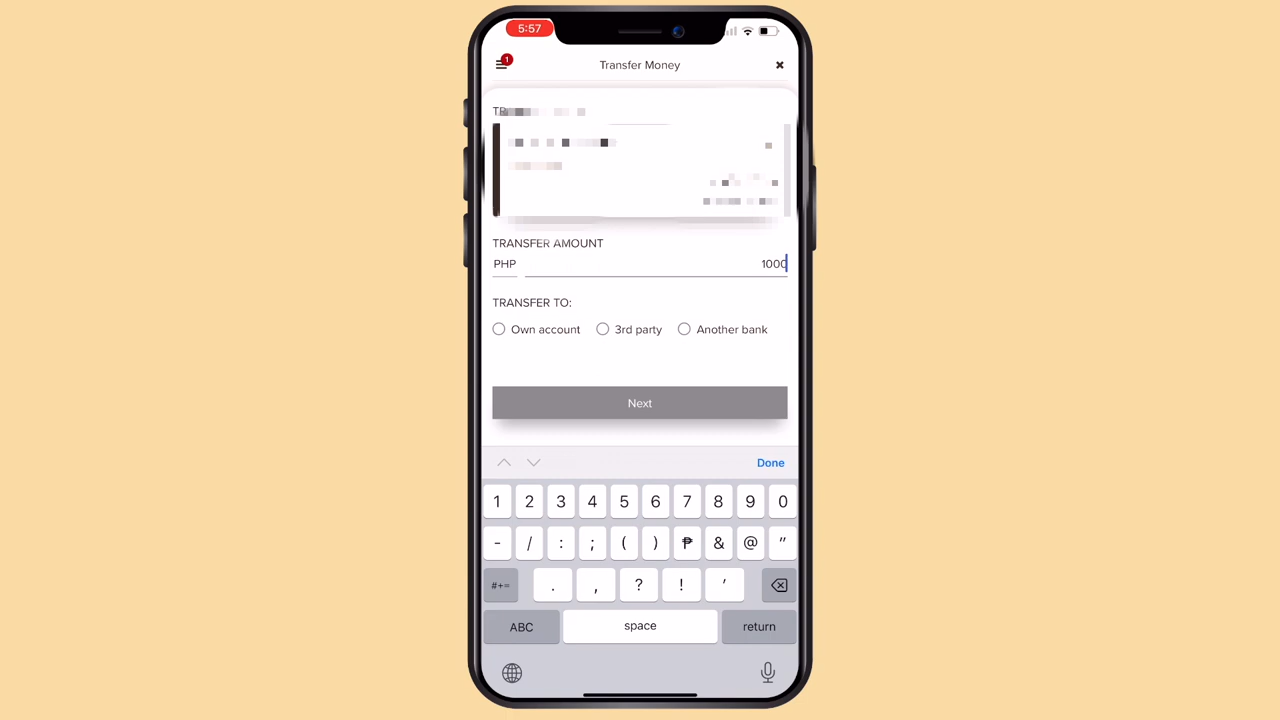 5:57
1
Transfer Money
TRANSFER AMOUNT
PHP 1000
TRANSFER TO:
Own account 3rd party Another bank
Next
Done
1 2 3 4 5 6 7 8 9 0
- / : ; ( ) ₱ & @ "
#+= . , ? ! '
ABC space return